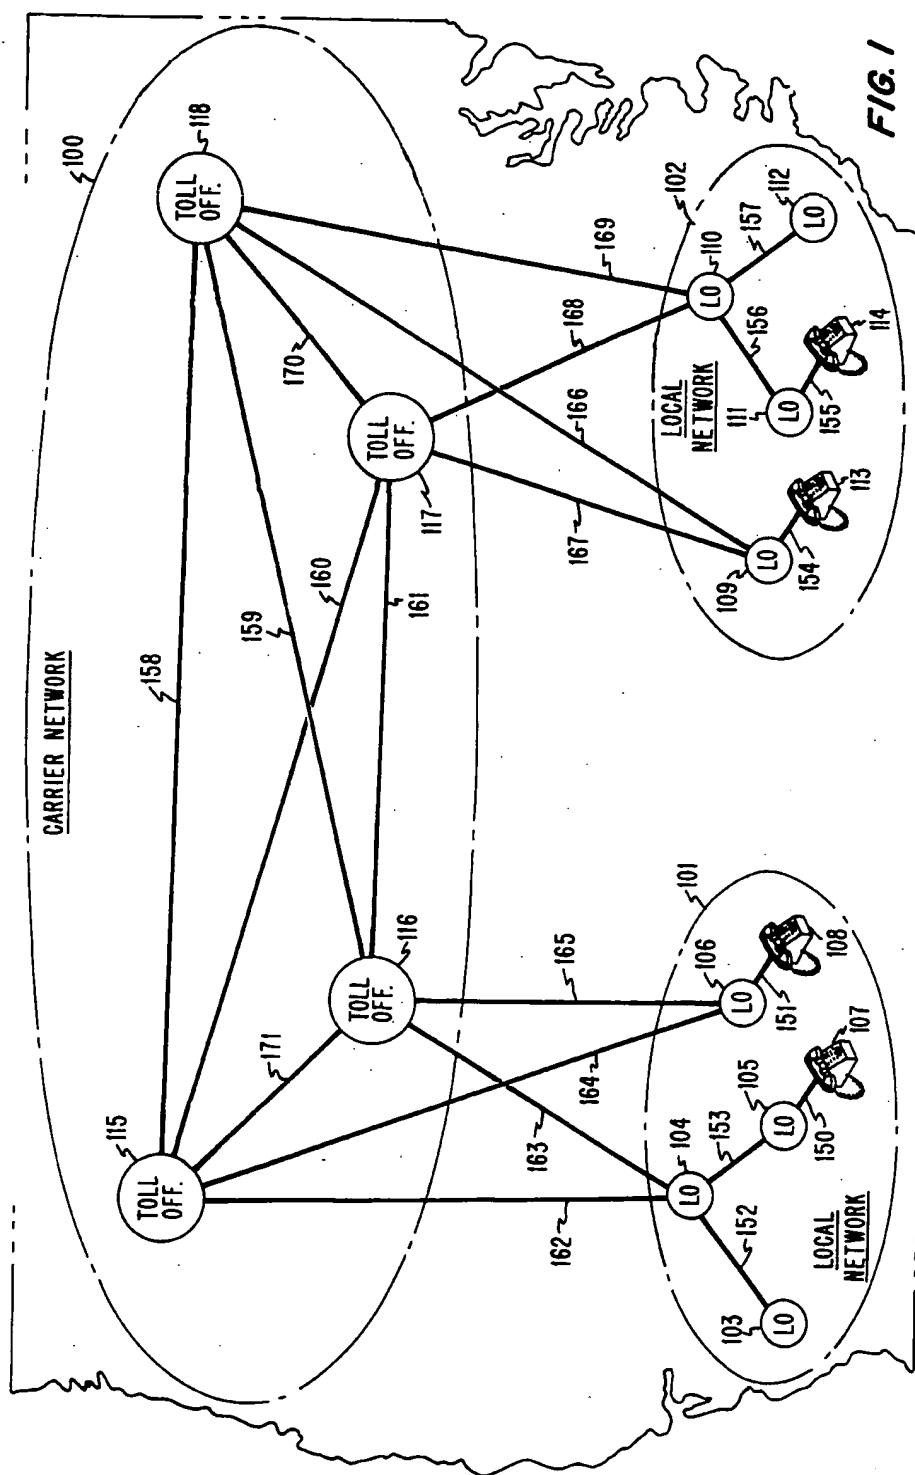 CARRIER NETWORK
100
115
TOLL
OFF.
158
118
TOLL
OFF.
171
116
TOLL
OFF.
159
160
161
170
117
TOLL
OFF.
162
163
164
165
167
166
168
169
101
103
LO
152
104
LO
153
105
LO
150
107
106
LO
151
108
LOCAL
NETWORK
102
109
LO
154
113
LOCAL
NETWORK
111
LO
155
114
156
110
LO
157
112
LO
FIG. 1